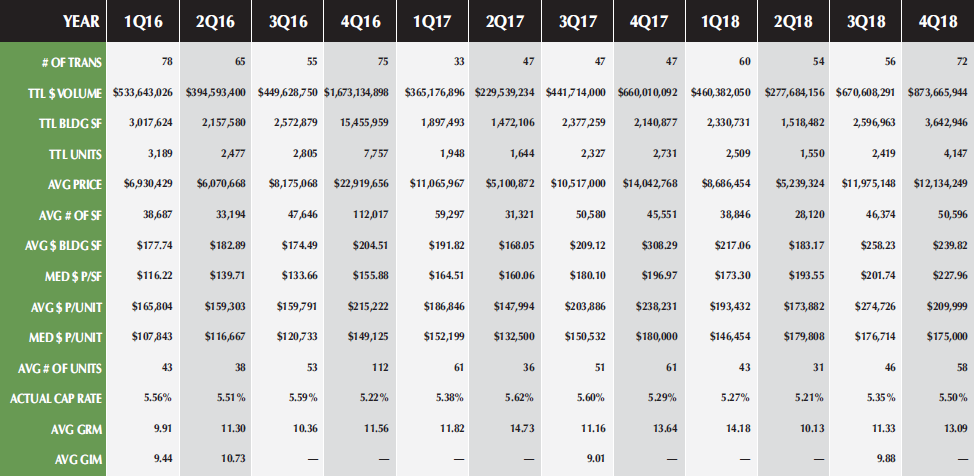 YEAR 1Q16 2Q16 3Q16 4Q16 1Q17 2Q17 3Q17 4Q17 1Q18 2Q18 3Q18 4Q18
# OF TRANS 78 65 55 75 33 47 47 47 60 54 56 72
TTL $ VOLUME $533,643,026 $394,593,400 $449,628,750 $1,673,134,898 $365,176,896 $229,539,234 $441,714,000 $660,010,092 $460,382,050 $277,684,156 $670,608,291 $873,665,944
TTL BLDG SF 3,017,624 2,157,580 2,572,879 15,455,959 1,897,493 1,472,106 2,377,259 2,140,877 2,330,731 1,518,482 2,596,963 3,642,946
TTL UNITS 3,189 2,477 2,805 7,757 1,948 1,644 2,327 2,731 2,509 1,550 2,419 4,147
AVG PRICE $6,930,429 $6,070,668 $8,175,068 $22,919,656 $11,065,967 $5,100,872 $10,517,000 $14,042,768 $8,686,454 $5,239,324 $11,975,148 $12,134,249
AVG # OF SF 38,687 33,194 47,646 112,017 59,297 31,321 50,580 45,551 38,846 28,120 46,374 50,596
AVG $ BLDG SF $177.74 $182.89 $174.49 $204.51 $191.82 $168.05 $209.12 $308.29 $217.06 $183.17 $258.23 $239.82
MED $ P/SF $116.22 $139.71 $133.66 $155.88 $164.51 $160.06 $180.10 $196.97 $173.30 $193.55 $201.74 $227.96
AVG $ P/UNIT $165,804 $159,303 $159,791 $215,222 $186,846 $147,994 $203,886 $238,231 $193,432 $173,882 $274,726 $209,999
MED $ P/UNIT $107,843 $116,667 $120,733 $149,125 $152,199 $132,500 $150,532 $180,000 $146,454 $179,808 $176,714 $175,000
AVG # OF UNITS 43 38 53 112 61 36 51 61 43 31 46 58
ACTUAL CAP RATE 5.56% 5.51% 5.59% 5.22% 5.38% 5.62% 5.60% 5.29% 5.27% 5.21% 5.35% 5.50%
AVG GRM 9.91 11.30 10.36 11.56 11.82 14.73 11.16 13.64 14.18 10.13 11.33 13.09
AVG GIM 9.44 10.73 — — — — 9.01 — — — 9.88 —